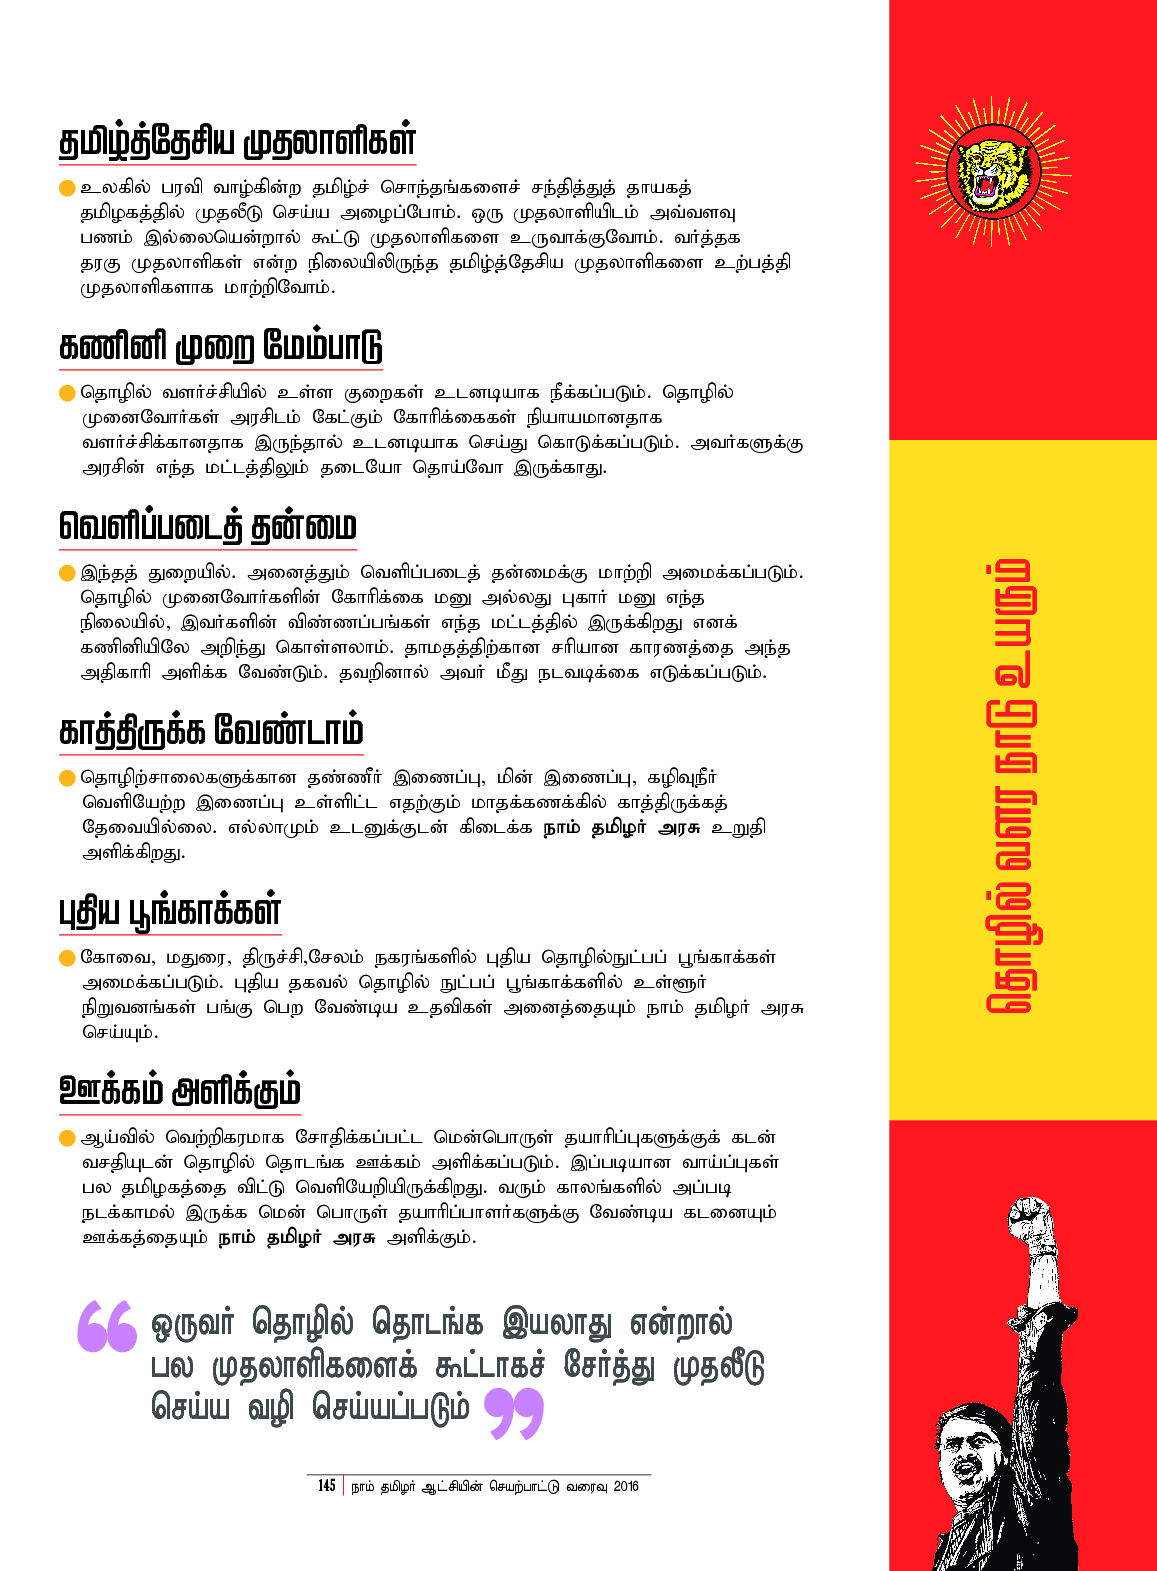 தமிழ்த்தேசிய முதலாளிகள்
உலகில் பரவி வாழ்கின்ற தமிழ்ச் சொந்தங்களைச் சந்தித்துத் தாயகத்
தமிழகத்தில் முதலீடு செய்ய அழைப்போம். ஒரு முதலாளியிடம் அவ்வளவு
பணம் இல்லையென்றால் கூட்டு முதலாளிகளை உருவாக்குவோம். வர்த்தக
தரகு முதலாளிகள் என்ற நிலையிலிருந்த தமிழ்த்தேசிய முதலாளிகளை உற்பத்தி
முதலாளிகளாக மாற்றிவோம்.
கணினி முறை மேம்பாடு
தொழில் வளர்ச்சியில் உள்ள குறைகள் உடனடியாக நீக்கப்படும். தொழில்
முனைவோர்கள் அரசிடம் கேட்கும் கோரிக்கைகள் நியாயமானதாக
வளர்ச்சிக்கானதாக இருந்தால் உடனடியாக செய்து கொடுக்கப்படும். அவர்களுக்கு
அரசின் எந்த மட்டத்திலும் தடையோ தொய்வோ இருக்காது.
வெளிப்படைத் தன்மை
இந்தத் துறையில். அனைத்தும் வெளிப்படைத் தன்மைக்கு மாற்றி அமைக்கப்படும்.
தொழில் முனைவோர்களின் கோரிக்கை மனு அல்லது புகார் மனு எந்த
நிலையில், இவர்களின் விண்ணப்பங்கள் எந்த மட்டத்தில் இருக்கிறது எனக்
கணினியிலே அறிந்து கொள்ளலாம். தாமதத்திற்கான சரியான காரணத்தை அந்த
அதிகாரி அளிக்க வேண்டும். தவறினால் அவர் மீது நடவடிக்கை எடுக்கப்படும்.
காத்திருக்க வேண்டாம்
தொழிற்சாலைகளுக்கான தண்ணீர் இணைப்பு, மின் இணைப்பு, கழிவுநீர்
வெளியேற்ற இணைப்பு உள்ளிட்ட எதற்கும் மாதக்கணக்கில் காத்திருக்கத்
தேவையில்லை. எல்லாமும் உடனுக்குடன் கிடைக்க நாம் தமிழர் அரசு உறுதி
அளிக்கிறது.
புதிய பூங்காக்கள்
கோவை, மதுரை, திருச்சி,சேலம் நகரங்களில் புதிய தொழில்நுட்பப் பூங்காக்கள்
அமைக்கப்படும். புதிய தகவல் தொழில் நுட்பப் பூங்காக்களில் உள்ளூர்
நிறுவனங்கள் பங்கு பெற வேண்டிய உதவிகள் அனைத்தையும் நாம் தமிழர் அரசு
செய்யும்.
ஊக்கம் அளிக்கும்
ஆய்வில் வெற்றிகரமாக சோதிக்கப்பட்ட மென்பொருள் தயாரிப்புகளுக்குக் கடன்
வசதியுடன் தொழில் தொடங்க ஊக்கம் அளிக்கப்படும். இப்படியான வாய்ப்புகள்
பல தமிழகத்தை விட்டு வெளியேறியிருக்கிறது. வரும் காலங்களில் அப்படி
நடக்காமல் இருக்க மென் பொருள் தயாரிப்பாளர்களுக்கு வேண்டிய கடனையும்
ஊக்கத்தையும் நாம் தமிழர் அரசு அளிக்கும்.
“ஒருவர் தொழில் தொடங்க இயலாது என்றால்
பல முதலாளிகளைக் கூட்டாகச் சேர்த்து முதலீடு
செய்ய வழி செய்யப்படும்”
145 நாம் தமிழர் ஆட்சியின் செயற்பாட்டு வரைவு 2016
தொழில் வளர நாடு உயரும்